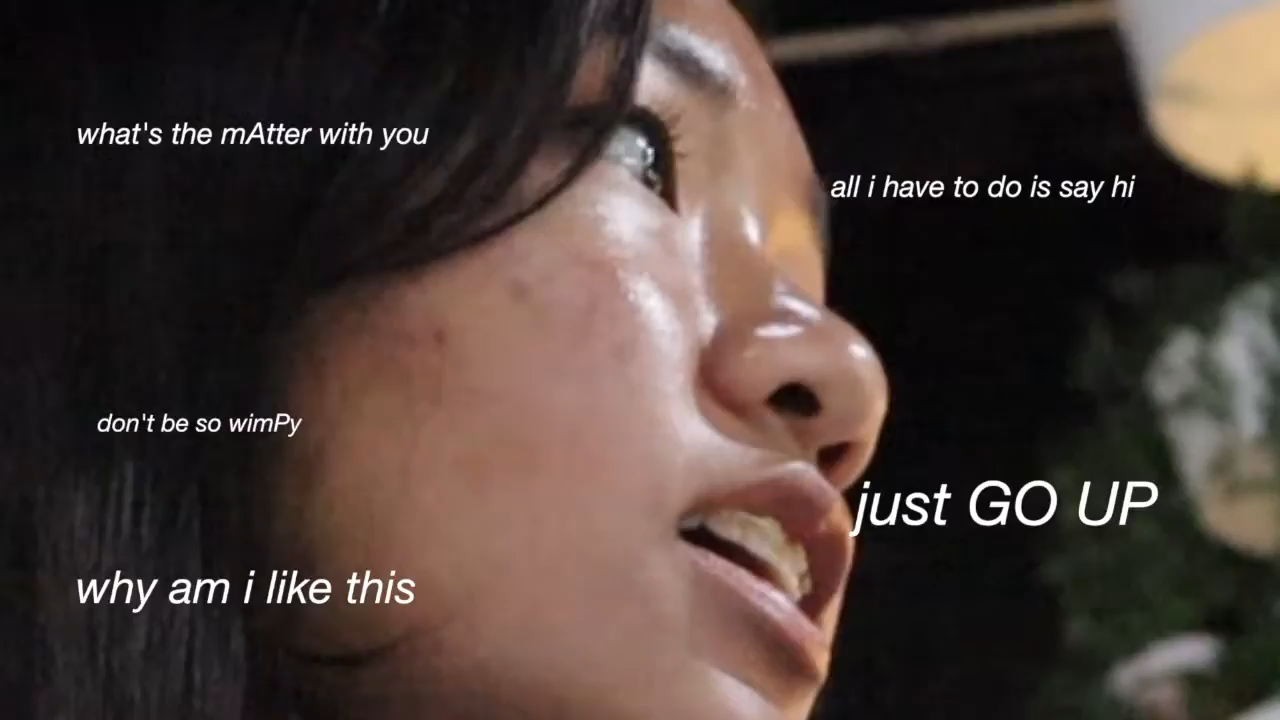 what's the mAtter with you
all i have to do is say hi
don't be so wimPy
just GO UP
why am i like this